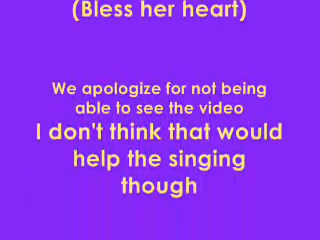 (Bless her heart)
We apologize for not being
able to see the video
I don't think that would
help the singing
though